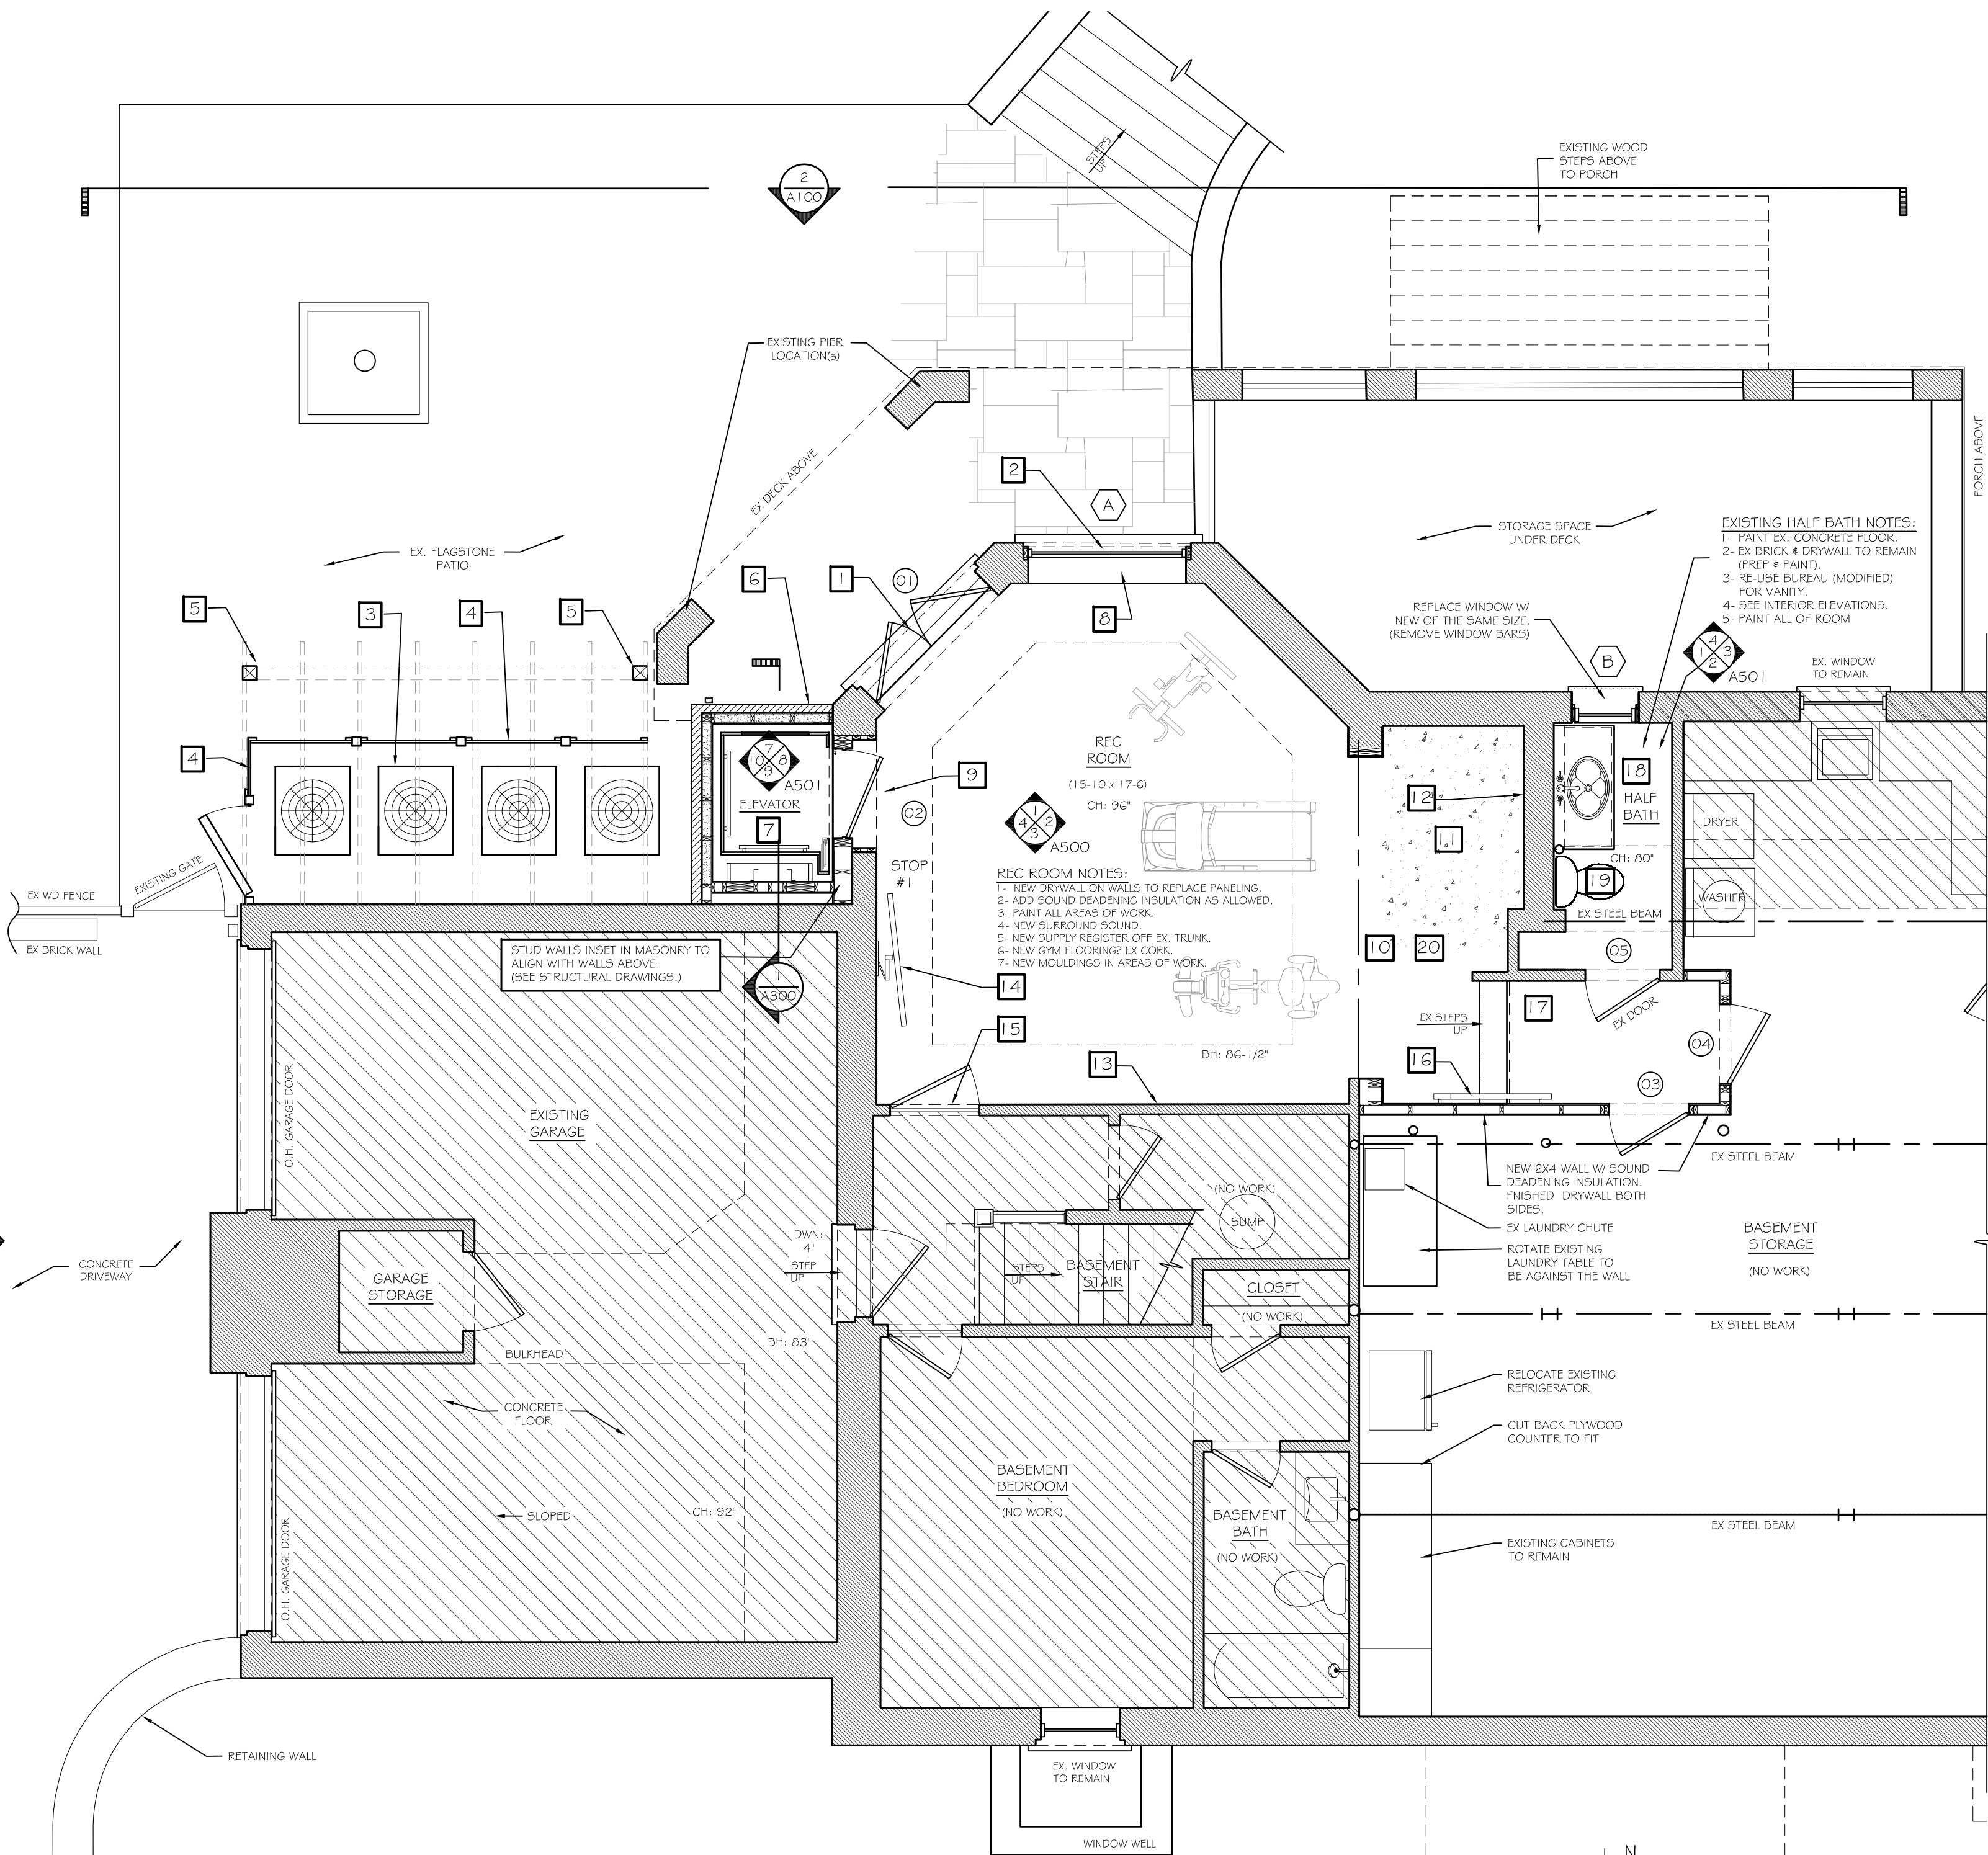 STEPS
UP
EXISTING WOOD
STEPS ABOVE
TO PORCH
2
A100
EXISTING PIER
LOCATION(s)
EX DECK ABOVE
PORCH ABOVE
2
A
STORAGE SPACE
UNDER DECK
EXISTING HALF BATH NOTES:
1- PAINT EX. CONCRETE FLOOR.
2- EX BRICK & DRYWALL TO REMAIN
(PREP & PAINT).
3- RE-USE BUREAU (MODIFIED)
FOR VANITY.
4- SEE INTERIOR ELEVATIONS.
5- PAINT ALL OF ROOM
EX. FLAGSTONE
PATIO
6
1
01
5
3
4
5
8
REPLACE WINDOW W/
NEW OF THE SAME SIZE.
(REMOVE WINDOW BARS)
B
4
1 3
2
A501
EX. WINDOW
TO REMAIN
4
7
10 8
9
A501
ELEVATOR
7
9
02
REC
ROOM
(15-10 x 17-6)
CH: 96"
1
4 2
3
A500
12
11
18
HALF
BATH
CH: 80"
19
DRYER
WASHER
STOP
#1
REC ROOM NOTES:
1- NEW DRYWALL ON WALLS TO REPLACE PANELING.
2- ADD SOUND DEADENING INSULATION AS ALLOWED.
3- PAINT ALL AREAS OF WORK.
4- NEW SURROUND SOUND.
5- NEW SUPPLY REGISTER OFF EX. TRUNK.
6- NEW GYM FLOORING? EX CORK.
7- NEW MOULDINGS IN AREAS OF WORK.
EXISTING GATE
EX WD FENCE
EX BRICK WALL
STUD WALLS INSET IN MASONRY TO
ALIGN WITH WALLS ABOVE.
(SEE STRUCTURAL DRAWINGS.)
A300
EX STEEL BEAM
10
20
05
14
15
EX STEPS
UP
17
EX DOOR
04
16
03
13
BH: 86-1/2"
O.H. GARAGE DOOR
EXISTING
GARAGE
EX STEEL BEAM
NEW 2X4 WALL W/ SOUND
DEADENING INSULATION.
FNISHED DRYWALL BOTH
SIDES.
(NO WORK)
SUMP
EX LAUNDRY CHUTE
ROTATE EXISTING
LAUNDRY TABLE TO
BE AGAINST THE WALL
BASEMENT
STORAGE
(NO WORK)
CONCRETE
DRIVEWAY
GARAGE
STORAGE
DWN:
4"
STEP
UP
STEPS
UP
BASEMENT
STAIR
CLOSET
(NO WORK)
BH: 83"
BULKHEAD
EX STEEL BEAM
CONCRETE
FLOOR
RELOCATE EXISTING
REFRIGERATOR
CUT BACK PLYWOOD
COUNTER TO FIT
BASEMENT
BEDROOM
(NO WORK)
SLOPED
CH: 92"
BASEMENT
BATH
(NO WORK)
EX STEEL BEAM
EXISTING CABINETS
TO REMAIN
O.H. GARAGE DOOR
RETAINING WALL
EX. WINDOW
TO REMAIN
WINDOW WELL
N